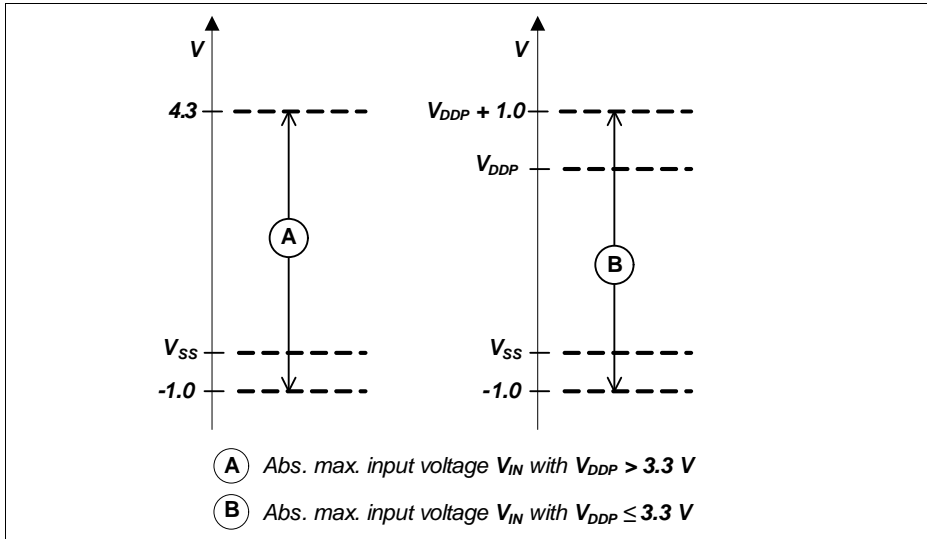 V
4.3
A
V_SS
-1.0
V
V_DDP + 1.0
V_DDP
B
V_SS
-1.0
A Abs. max. input voltage V_IN with V_DDP > 3.3 V
B Abs. max. input voltage V_IN with V_DDP ≤ 3.3 V